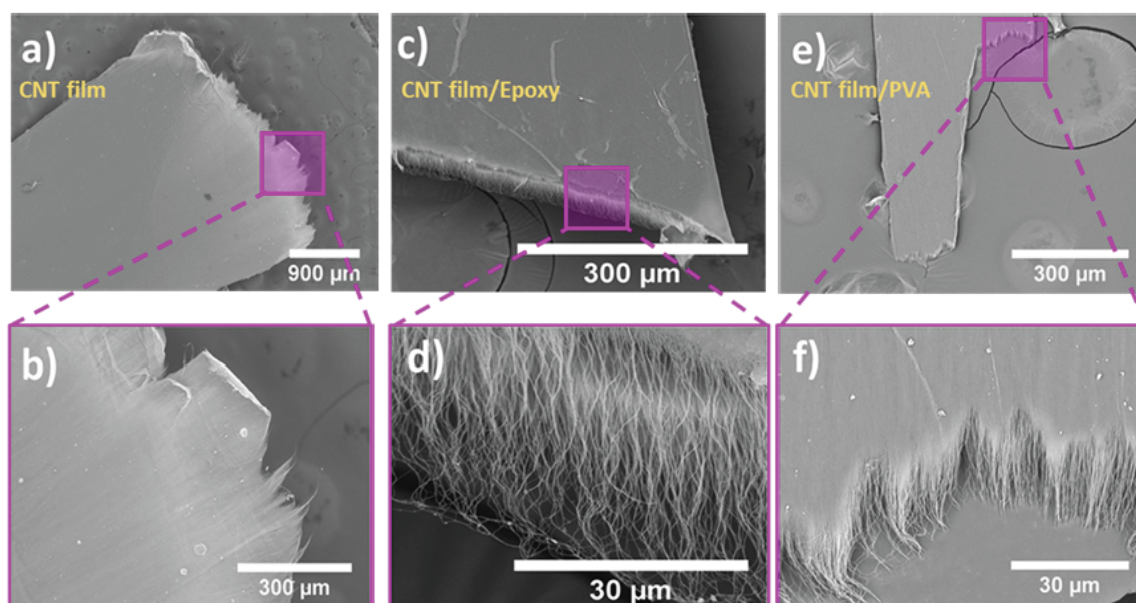 a)
CNT film
900 µm
c)
CNT film/Epoxy
300 µm
e)
CNT film/PVA
300 µm
b)
300 µm
d)
30 µm
f)
30 µm